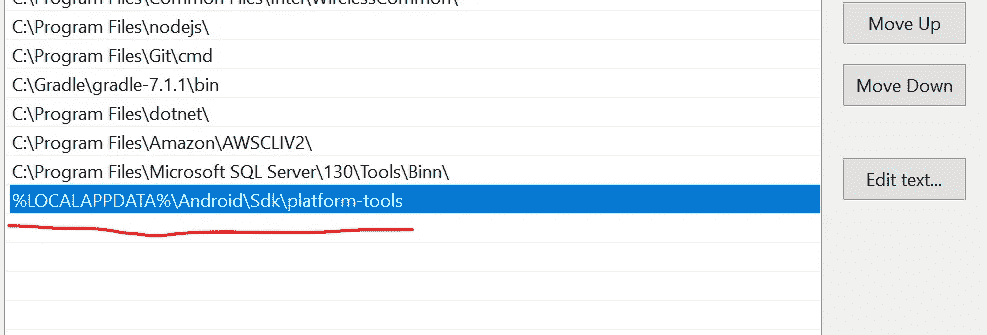 C:\Program Files\Common Files\Intel\WirelessCommon\
C:\Program Files\nodejs\
Move Up
C:\Program Files\Git\cmd
C:\Gradle\gradle-7.1.1\bin
Move Down
C:\Program Files\dotnet\
C:\Program Files\Amazon\AWSCLIV2\
C:\Program Files\Microsoft SQL Server\130\Tools\Binn\
Edit text...
%LOCALAPPDATA%\Android\Sdk\platform-tools